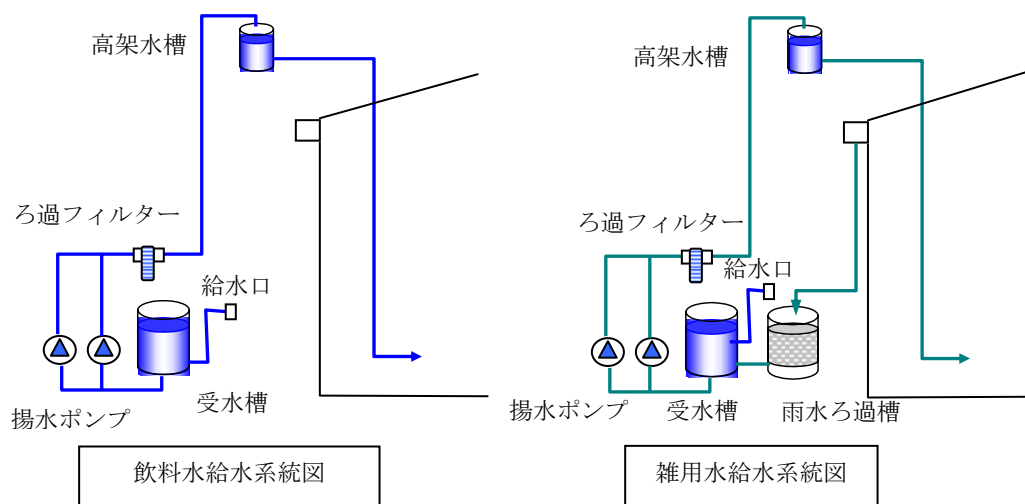 高架水槽
ろ過フィルター
給水口
受水槽
揚水ポンプ
飲料水給水系統図
高架水槽
ろ過フィルター
給水口
揚水ポンプ
受水槽
雨水ろ過槽
雑用水給水系統図